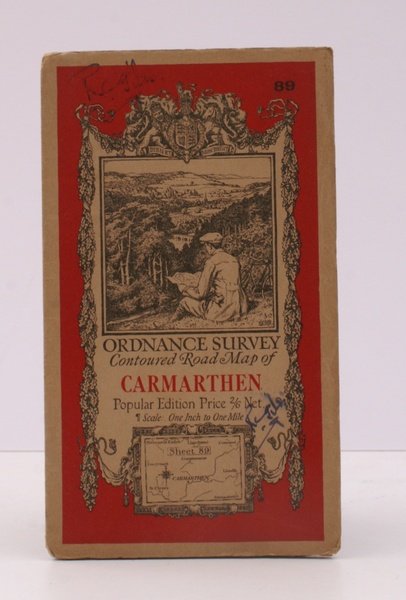 89
ORDNANCE SURVEY
Contoured Road Map of
CARMARTHEN
Popular Edition Price 2/6 Net
Scale: One Inch to One Mile
Sheet 89
CARMARTHEN